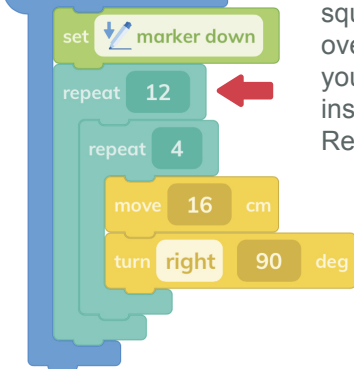 set marker down
repeat 12
repeat 4
move 16 cm
turn right 90 deg
squ
ove
you
ins
Re